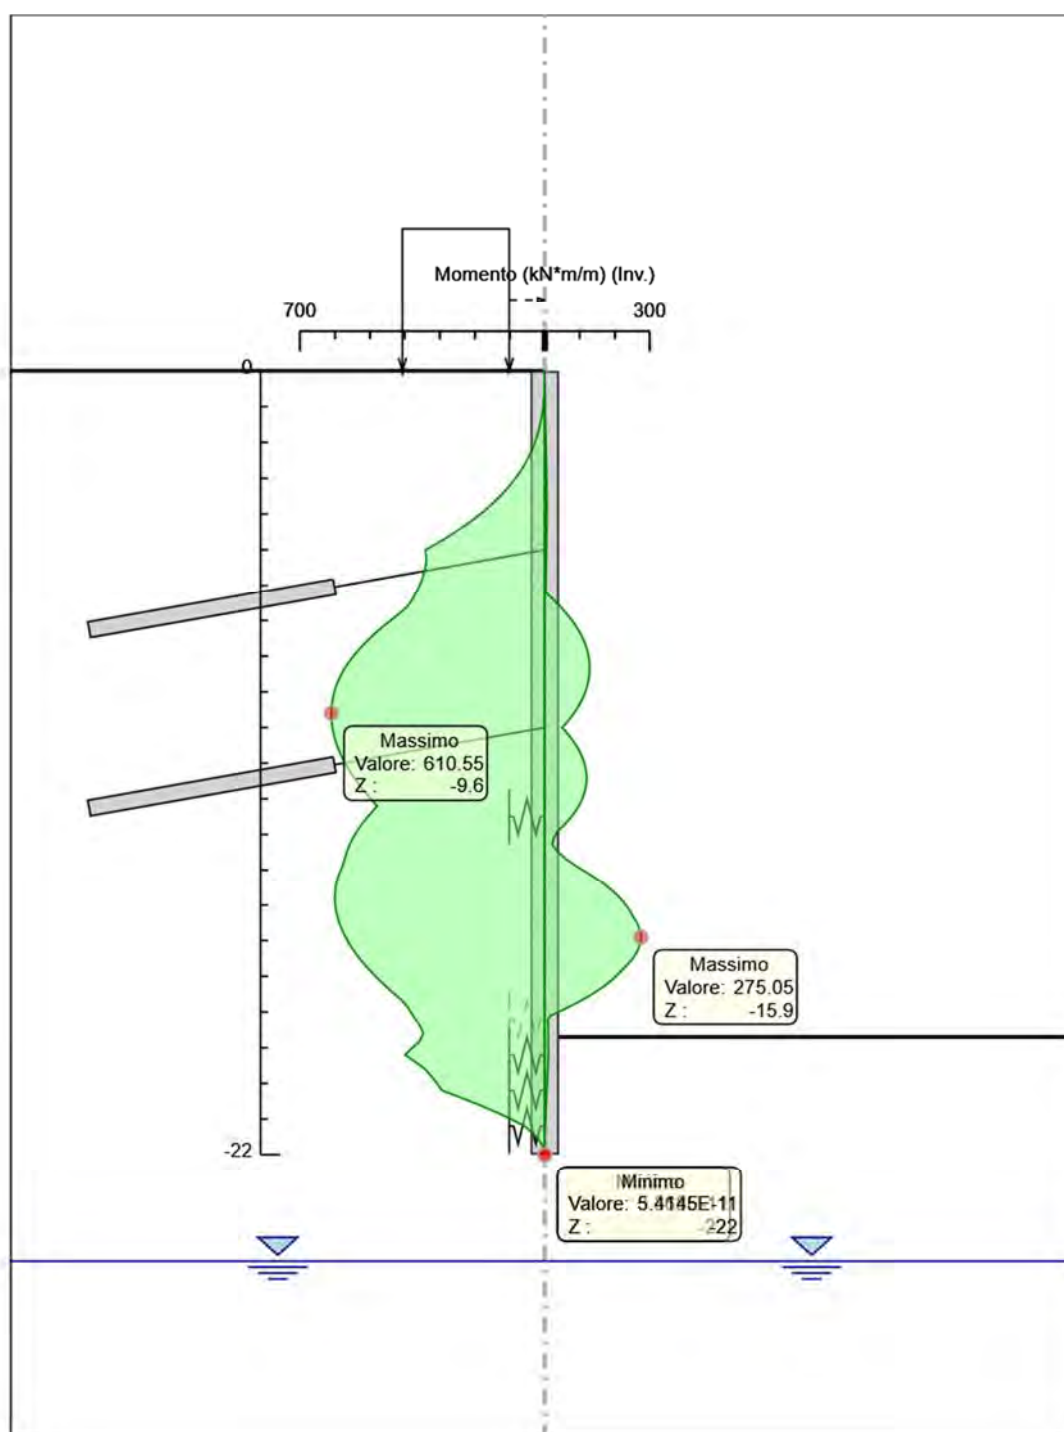 Momento (kN*m/m) (Inv.)
700
300
0
Massimo
Valore: 610.55
Z : -9.6
Massimo
Valore: 275.05
Z : -15.9
-22
Minimo
Valore:
Z :